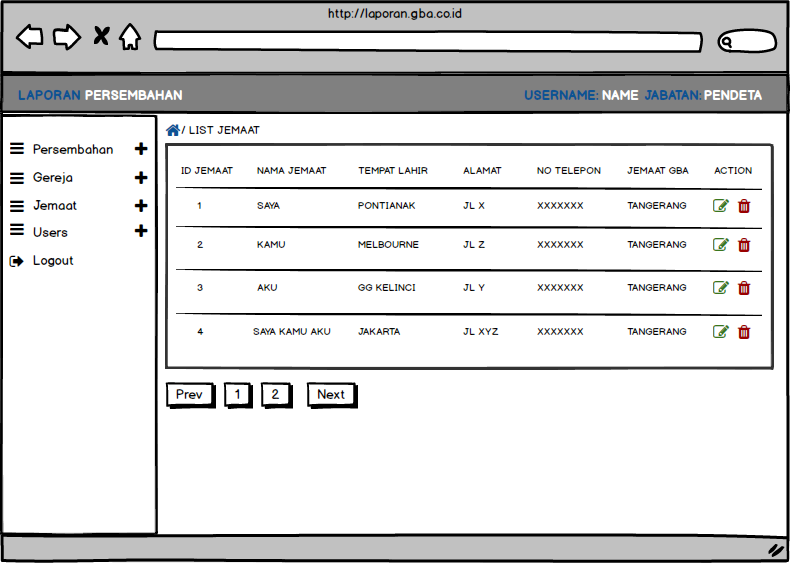 http://laporan.gba.co.id
LAPORAN PERSEMBAHAN USERNAME: NAME JABATAN: PENDETA
/ LIST JEMAAT
Persembahan
Gereja
Jemaat
Users
Logout
ID JEMAAT NAMA JEMAAT TEMPAT LAHIR ALAMAT NO TELEPON JEMAAT GBA ACTION
1 SAYA PONTIANAK JL X XXXXXXX TANGERANG
2 KAMU MELBOURNE JL Z XXXXXXX TANGERANG
3 AKU GG KELINCI JL Y XXXXXXX TANGERANG
4 SAYA KAMU AKU JAKARTA JL XYZ XXXXXXX TANGERANG
Prev 1 2 Next